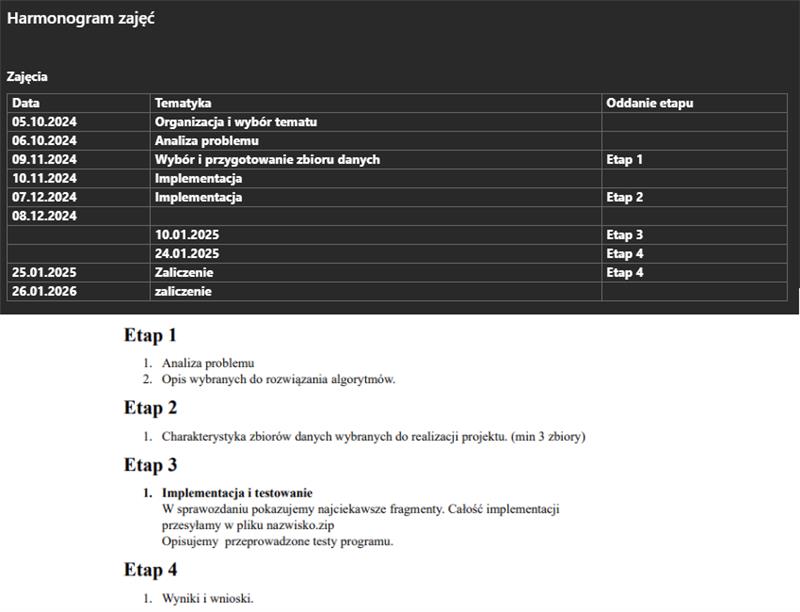 Harmonogram zajęć
Zajęcia
Data Tematyka Oddanie etapu
05.10.2024 Organizacja i wybór tematu
06.10.2024 Analiza problemu
09.11.2024 Wybór i przygotowanie zbioru danych Etap 1
10.11.2024 Implementacja
07.12.2024 Implementacja Etap 2
08.12.2024
10.01.2025 Etap 3
24.01.2025 Etap 4
25.01.2025 Zaliczenie Etap 4
26.01.2026 zaliczenie
Etap 1
1. Analiza problemu
2. Opis wybranych do rozwiązania algorytmów.
Etap 2
1. Charakterystyka zbiorów danych wybranych do realizacji projektu. (min 3 zbiory)
Etap 3
1. Implementacja i testowanie
W sprawozdaniu pokazujemy najciekawsze fragmenty. Całość implementacji
przesyłamy w pliku nazwisko.zip
Opisujemy przeprowadzone testy programu.
Etap 4
1. Wyniki i wnioski.